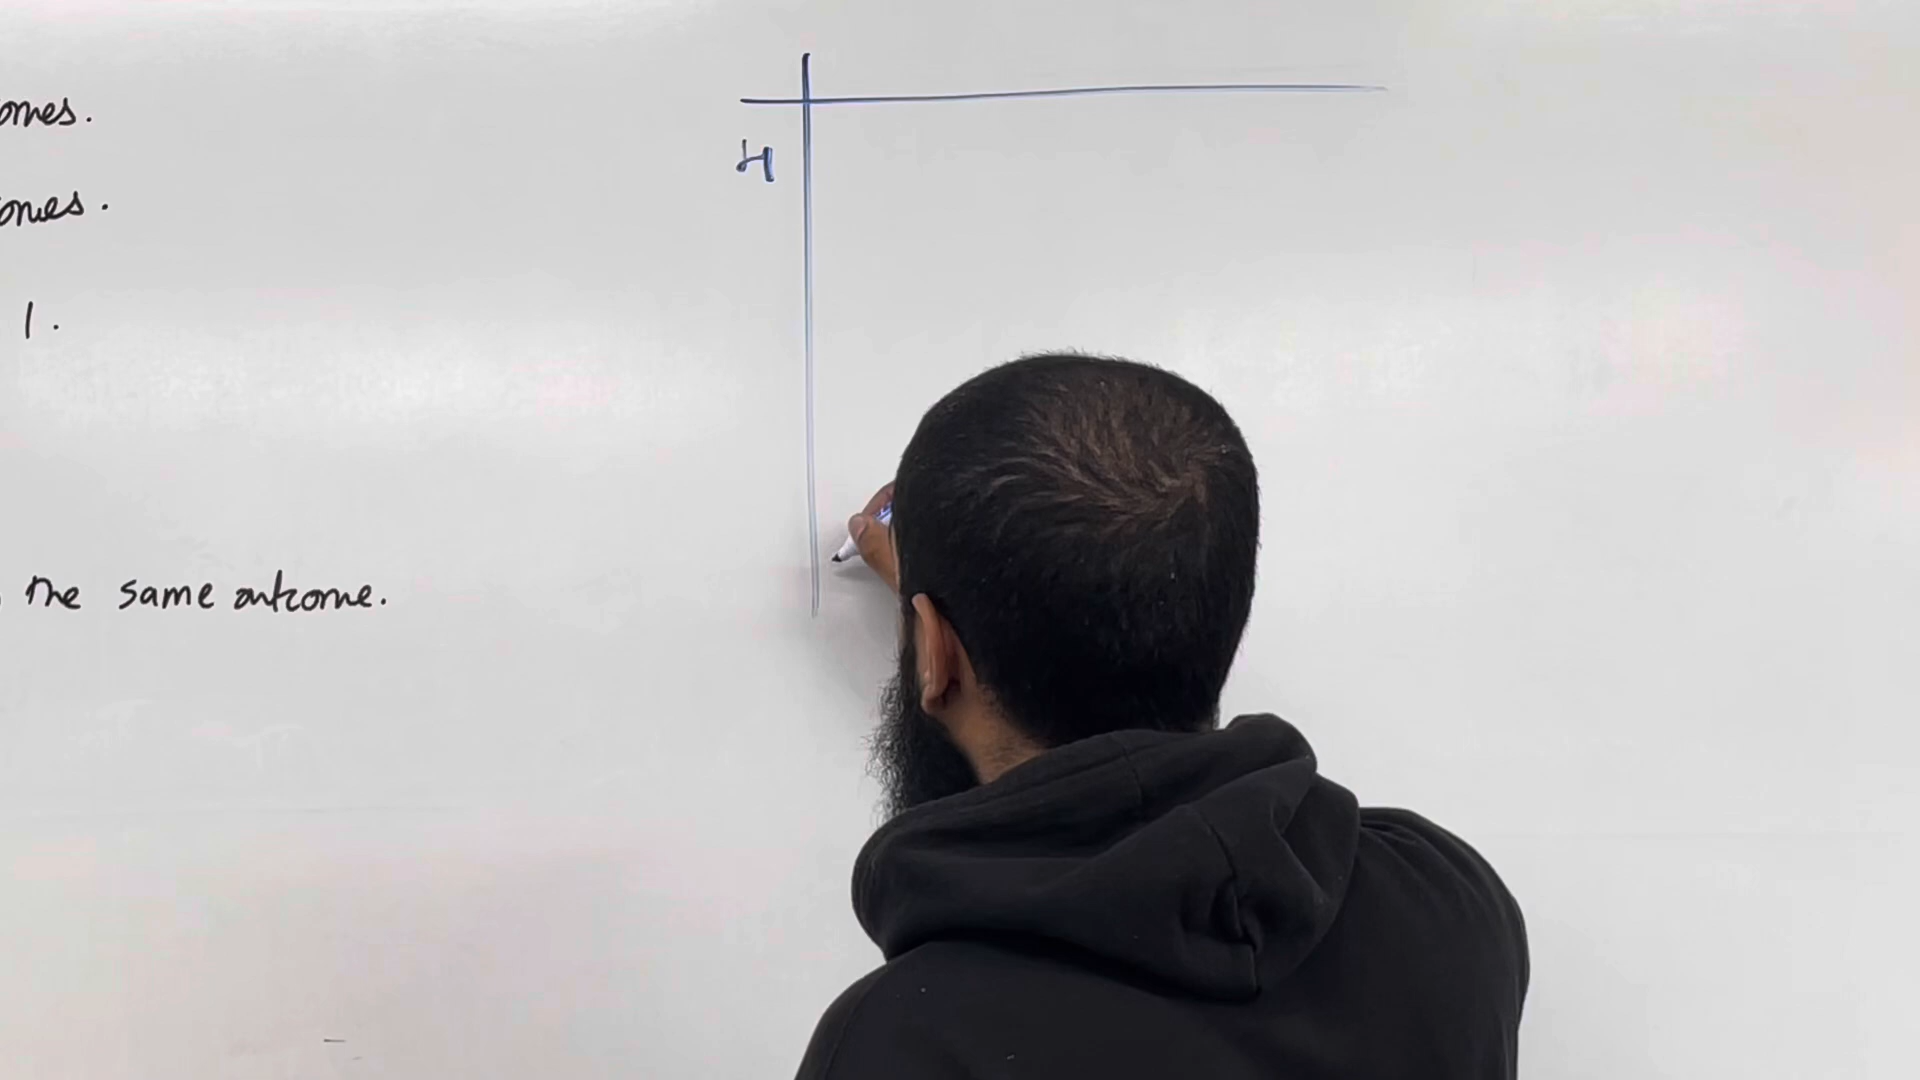 omes.
omes.
1.
the same outcome.
H